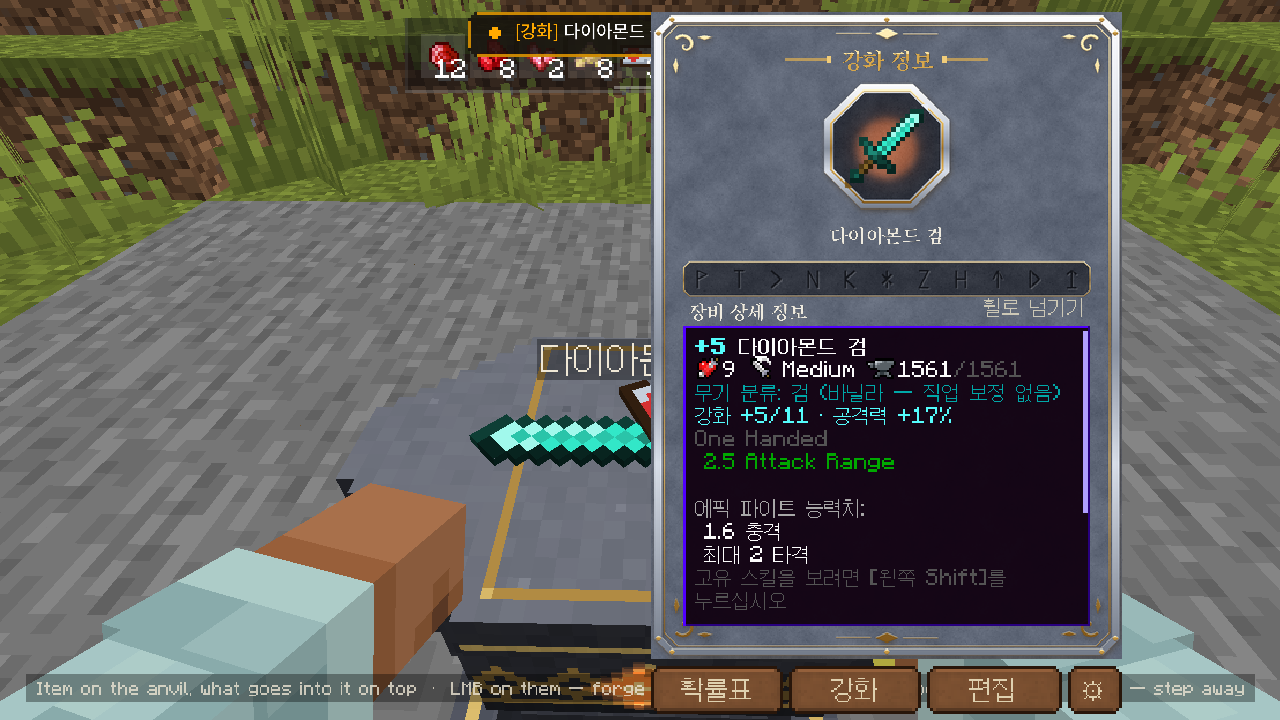 [강화] 다이아몬드
12 8 2 8
강화 정보
다이아몬드 검
장비 상세 정보
휠로 넘기기
+5 다이아몬드 검
9 Medium 1561/1561
무기 분류: 검 (바닐라 — 직업 보정 없음)
강화 +5/11 · 공격력 +17%
One Handed
2.5 Attack Range
에픽 파이트 능력치:
1.6 충격
최대 2 타격
고유 스킬을 보려면 [왼쪽 Shift]를
누르십시오
Item on the anvil, what goes into it on top · LMB on them — forge
확률표
강화
편집
— step away